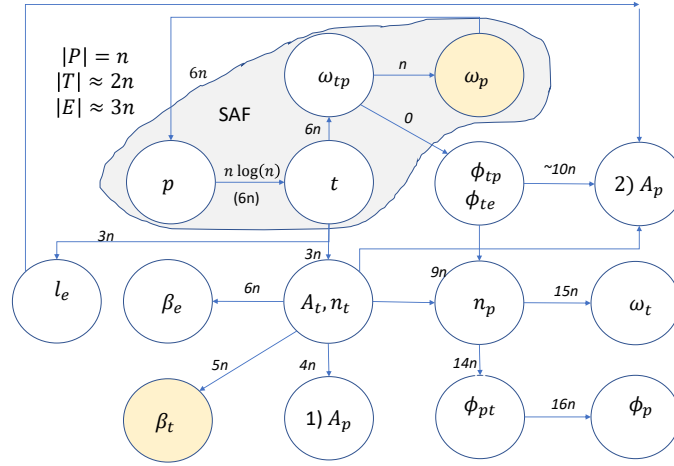 |P| = n
|T| ≈ 2n
|E| ≈ 3n
6n
ω_tp
n
ω_p
SAF
0
6n
p
n log(n)
(6n)
t
ϕ_tp
ϕ_te
~10n
2) A_p
3n
3n
l_e
β_e
6n
A_t, n_t
9n
n_p
15n
ω_t
5n
4n
14n
β_t
1) A_p
ϕ_pt
16n
ϕ_p